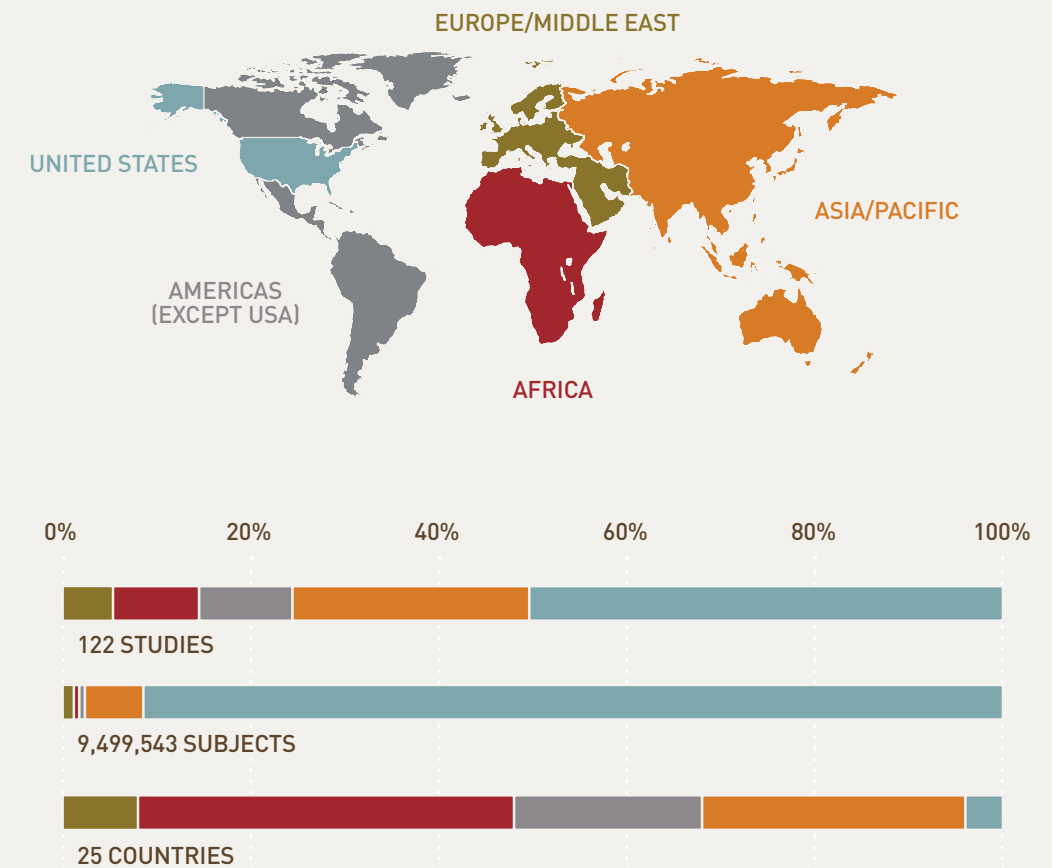 EUROPE/MIDDLE EAST
UNITED STATES
ASIA/PACIFIC
AMERICAS
(EXCEPT USA)
AFRICA
0% 20% 40% 60% 80% 100%
122 STUDIES
9,499,543 SUBJECTS
25 COUNTRIES